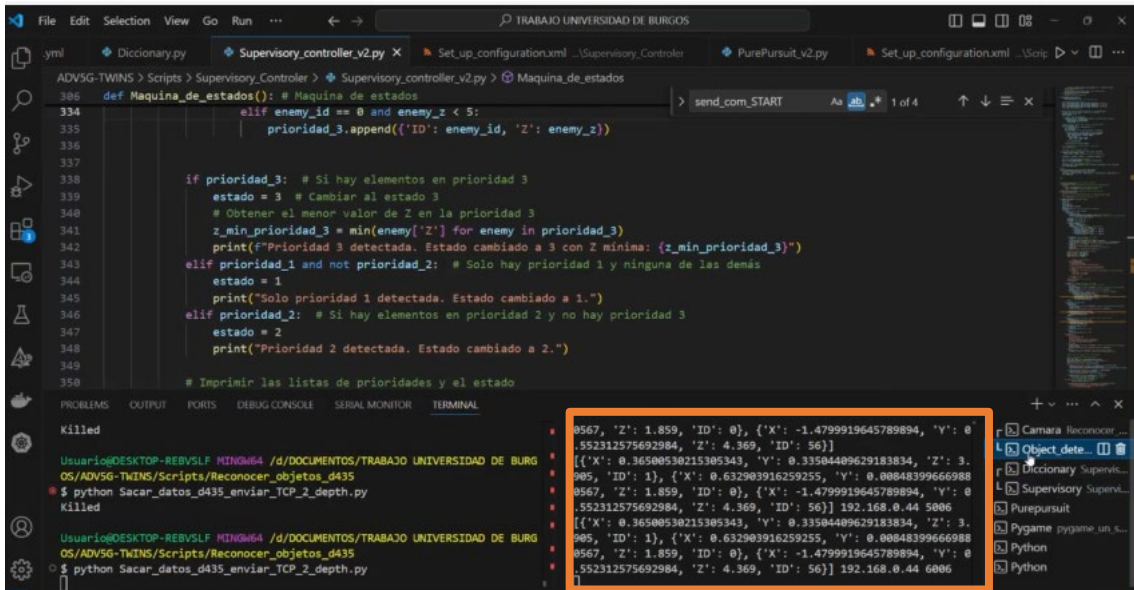 File Edit Selection View Go Run ··· ← → TRABAJO UNIVERSIDAD DE BURGOS
.yml Diccionary.py Supervisory_controller_v2.py × Set_up_configuration.xml ...\Supervisory_Controler PurePursuit_v2.py Set_up_configuration.xml ...\Scrip
ADV5G-TWINS > Scripts > Supervisory_Controler > Supervisory_controller_v2.py > Maquina_de_estados
306 def Maquina_de_estados(): # Maquina de estados
send_com_START Aa ab .* 1 of 4
334 elif enemy_id == 0 and enemy_z < 5:
335 prioridad_3.append({'ID': enemy_id, 'Z': enemy_z})
336
337
338 if prioridad_3: # Si hay elementos en prioridad 3
339 estado = 3 # Cambiar al estado 3
340 # Obtener el menor valor de Z en la prioridad 3
341 z_min_prioridad_3 = min(enemy['Z'] for enemy in prioridad_3)
342 print(f"Prioridad 3 detectada. Estado cambiado a 3 con Z mínima: {z_min_prioridad_3}")
343 elif prioridad_1 and not prioridad_2: # Solo hay prioridad 1 y ninguna de las demás
344 estado = 1
345 print("Solo prioridad 1 detectada. Estado cambiado a 1.")
346 elif prioridad_2: # Si hay elementos en prioridad 2 y no hay prioridad 3
347 estado = 2
348 print("Prioridad 2 detectada. Estado cambiado a 2.")
349
350 # Imprimir las listas de prioridades y el estado
3
PROBLEMS OUTPUT PORTS DEBUG CONSOLE SERIAL MONITOR TERMINAL
Killed
Usuario@DESKTOP-REBVSLF MINGW64 /d/DOCUMENTOS/TRABAJO UNIVERSIDAD DE BURG
OS/ADV5G-TWINS/Scripts/Reconocer_objetos_d435
$ python Sacar_datos_d435_enviar_TCP_2_depth.py
Killed
Usuario@DESKTOP-REBVSLF MINGW64 /d/DOCUMENTOS/TRABAJO UNIVERSIDAD DE BURG
OS/ADV5G-TWINS/Scripts/Reconocer_objetos_d435
$ python Sacar_datos_d435_enviar_TCP_2_depth.py
0567, 'Z': 1.859, 'ID': 0}, {'X': -1.4799919645789894, 'Y': 0
.552312575692984, 'Z': 4.369, 'ID': 56}]
[{'X': 0.36500530215305343, 'Y': 0.33504409629183834, 'Z': 3.
905, 'ID': 1}, {'X': 0.632903916259255, 'Y': 0.00848399666988
0567, 'Z': 1.859, 'ID': 0}, {'X': -1.4799919645789894, 'Y': 0
.552312575692984, 'Z': 4.369, 'ID': 56}] 192.168.0.44 5006
[{'X': 0.36500530215305343, 'Y': 0.33504409629183834, 'Z': 3.
905, 'ID': 1}, {'X': 0.632903916259255, 'Y': 0.00848399666988
0567, 'Z': 1.859, 'ID': 0}, {'X': -1.4799919645789894, 'Y': 0
.552312575692984, 'Z': 4.369, 'ID': 56}] 192.168.0.44 6006
Camara Reconocer_...
Object_dete...
Diccionary Supervis...
Supervisory Supervi...
Purepursuit
Pygame pygame_un_s...
Python
Python